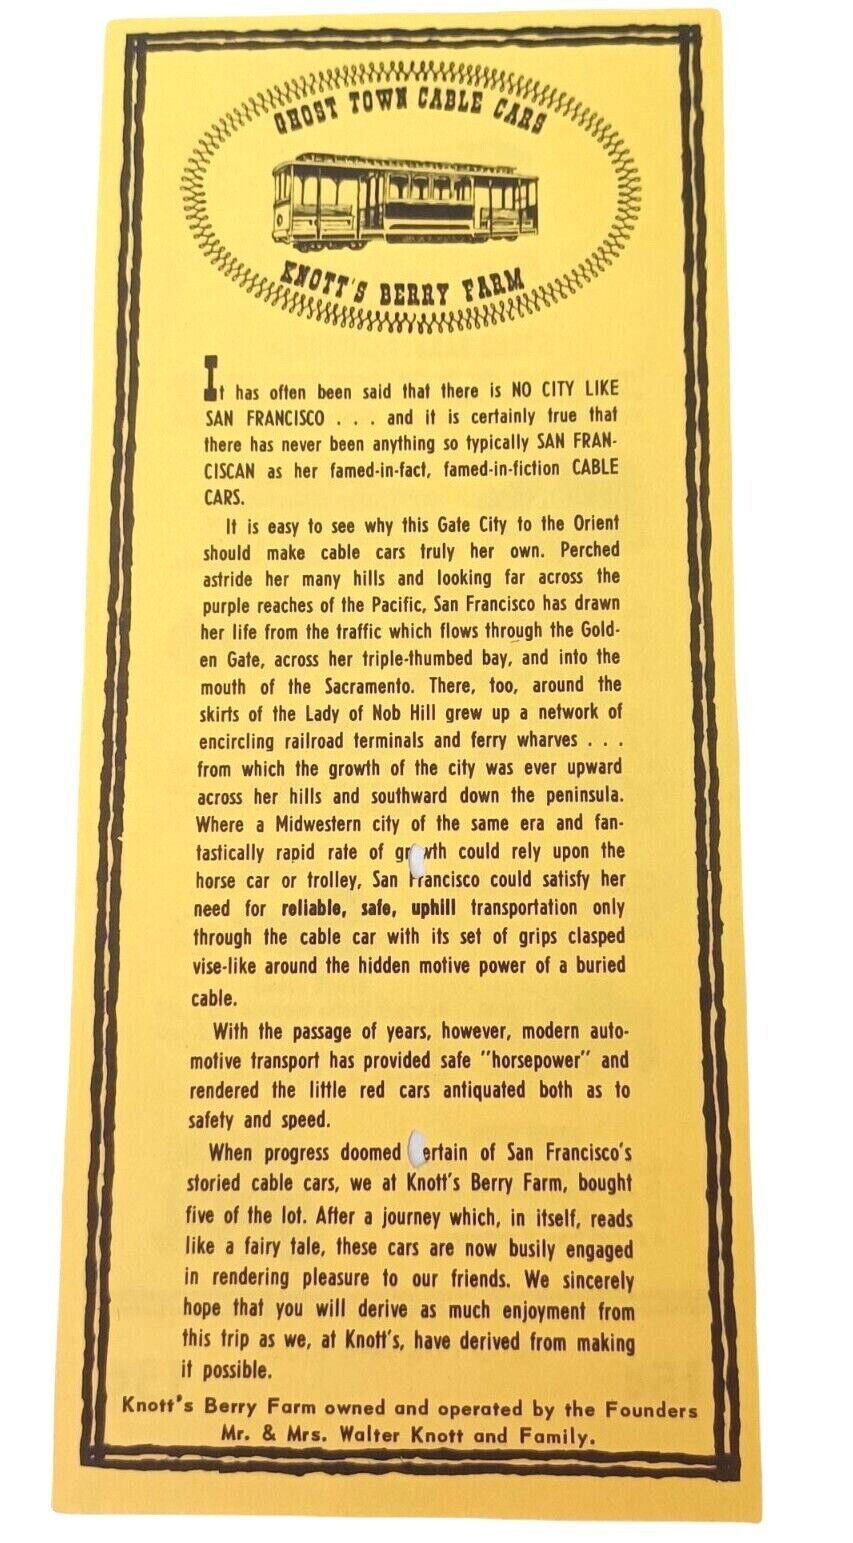 GHOST TOWN CABLE CARS
KNOTT'S BERRY FARM
It has often been said that there is NO CITY LIKE
SAN FRANCISCO . . . and it is certainly true that
there has never been anything so typically SAN FRAN-
CISCAN as her famed-in-fact, famed-in-fiction CABLE
CARS.
It is easy to see why this Gate City to the Orient
should make cable cars truly her own. Perched
astride her many hills and looking far across the
purple reaches of the Pacific, San Francisco has drawn
her life from the traffic which flows through the Gold-
en Gate, across her triple-thumbed bay, and into the
mouth of the Sacramento. There, too, around the
skirts of the Lady of Nob Hill grew up a network of
encircling railroad terminals and ferry wharves . . .
from which the growth of the city was ever upward
across her hills and southward down the peninsula.
Where a Midwestern city of the same era and fan-
tastically rapid rate of growth could rely upon the
horse car or trolley, San Francisco could satisfy her
need for reliable, safe, uphill transportation only
through the cable car with its set of grips clasped
vise-like around the hidden motive power of a buried
cable.
With the passage of years, however, modern auto-
motive transport has provided safe "horsepower" and
rendered the little red cars antiquated both as to
safety and speed.
When progress doomed certain of San Francisco's
storied cable cars, we at Knott's Berry Farm, bought
five of the lot. After a journey which, in itself, reads
like a fairy tale, these cars are now busily engaged
in rendering pleasure to our friends. We sincerely
hope that you will derive as much enjoyment from
this trip as we, at Knott's, have derived from making
it possible.
Knott's Berry Farm owned and operated by the Founders
Mr. & Mrs. Walter Knott and Family.